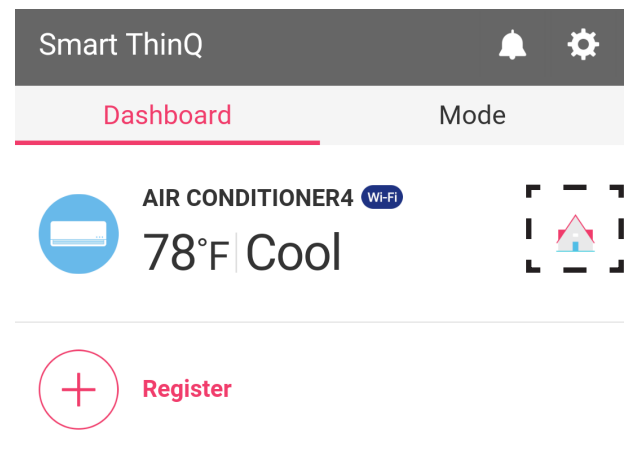 Smart ThinQ
Dashboard Mode
AIR CONDITIONER4 Wi-Fi
78°F Cool
Register